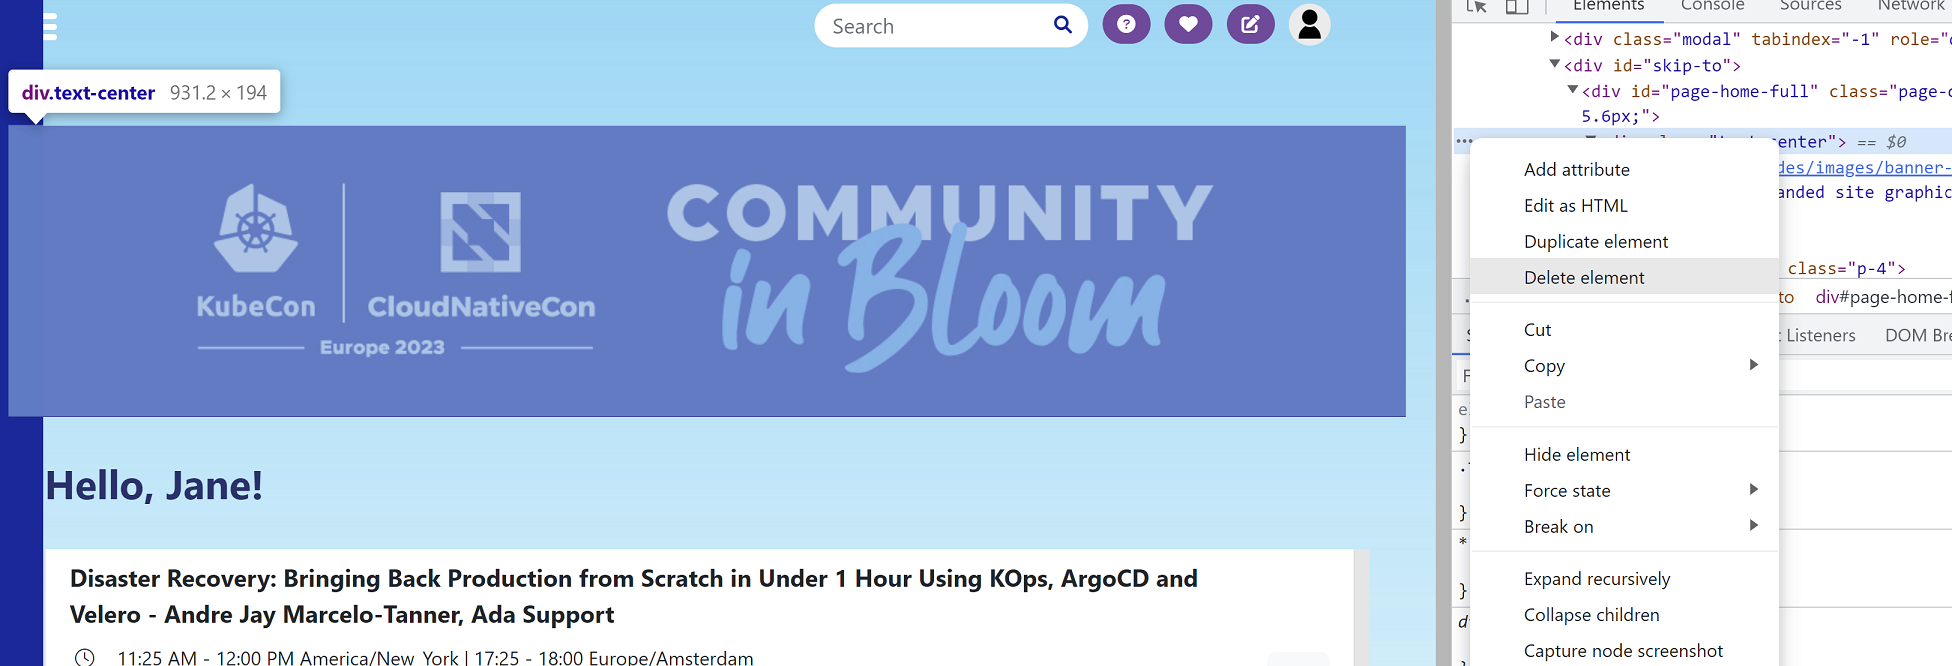 Search
Elements
Console
Sources
Network
div.text-center 931.2 × 194
COMMUNITY
in Bloom
KubeCon
CloudNativeCon
Europe 2023
Hello, Jane!
Disaster Recovery: Bringing Back Production from Scratch in Under 1 Hour Using KOps, ArgoCD and
Velero - Andre Jay Marcelo-Tanner, Ada Support
11:25 AM - 12:00 PM America/New_York | 17:25 - 18:00 Europe/Amsterdam
<div class="modal" tabindex="-1" role="
<div id="skip-to">
<div id="page-home-full" class="page-
5.6px;">
enter"> == $0
des/images/banner-
anded site graphic
class="p-4">
to div#page-home-f
Listeners
DOM Bre
Add attribute
Edit as HTML
Duplicate element
Delete element
Cut
Copy
Paste
Hide element
Force state
Break on
Expand recursively
Collapse children
Capture node screenshot